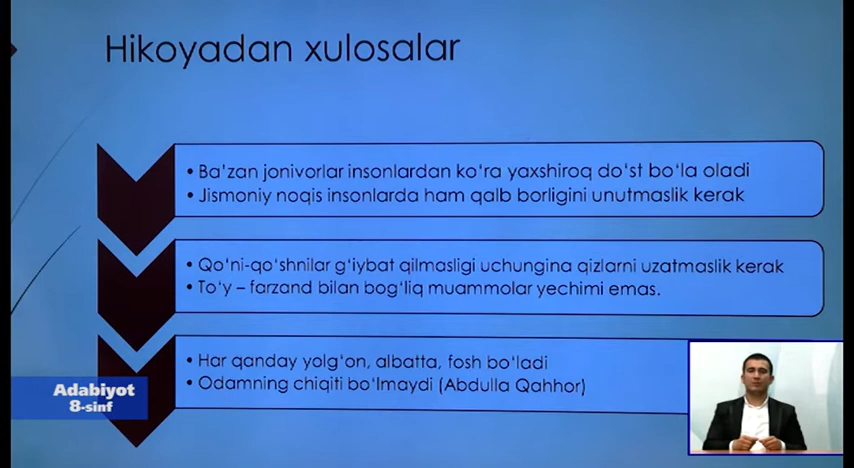 Hikoyadan xulosalar
• Ba'zan jonivorlar insonlardan ko'ra yaxshiroq do'st bo'la oladi
• Jismoniy noqis insonlarda ham qalb borligini unutmaslik kerak
• Qo'ni-qo'shnilar g'iybat qilmasligi uchungina qizlarni uzatmaslik kerak
• To'y – farzand bilan bog'liq muammolar yechimi emas.
• Har qanday yolg'on, albatta, fosh bo'ladi
• Odamning chiqiti bo'lmaydi (Abdulla Qahhor)
Adabiyot
8-sinf